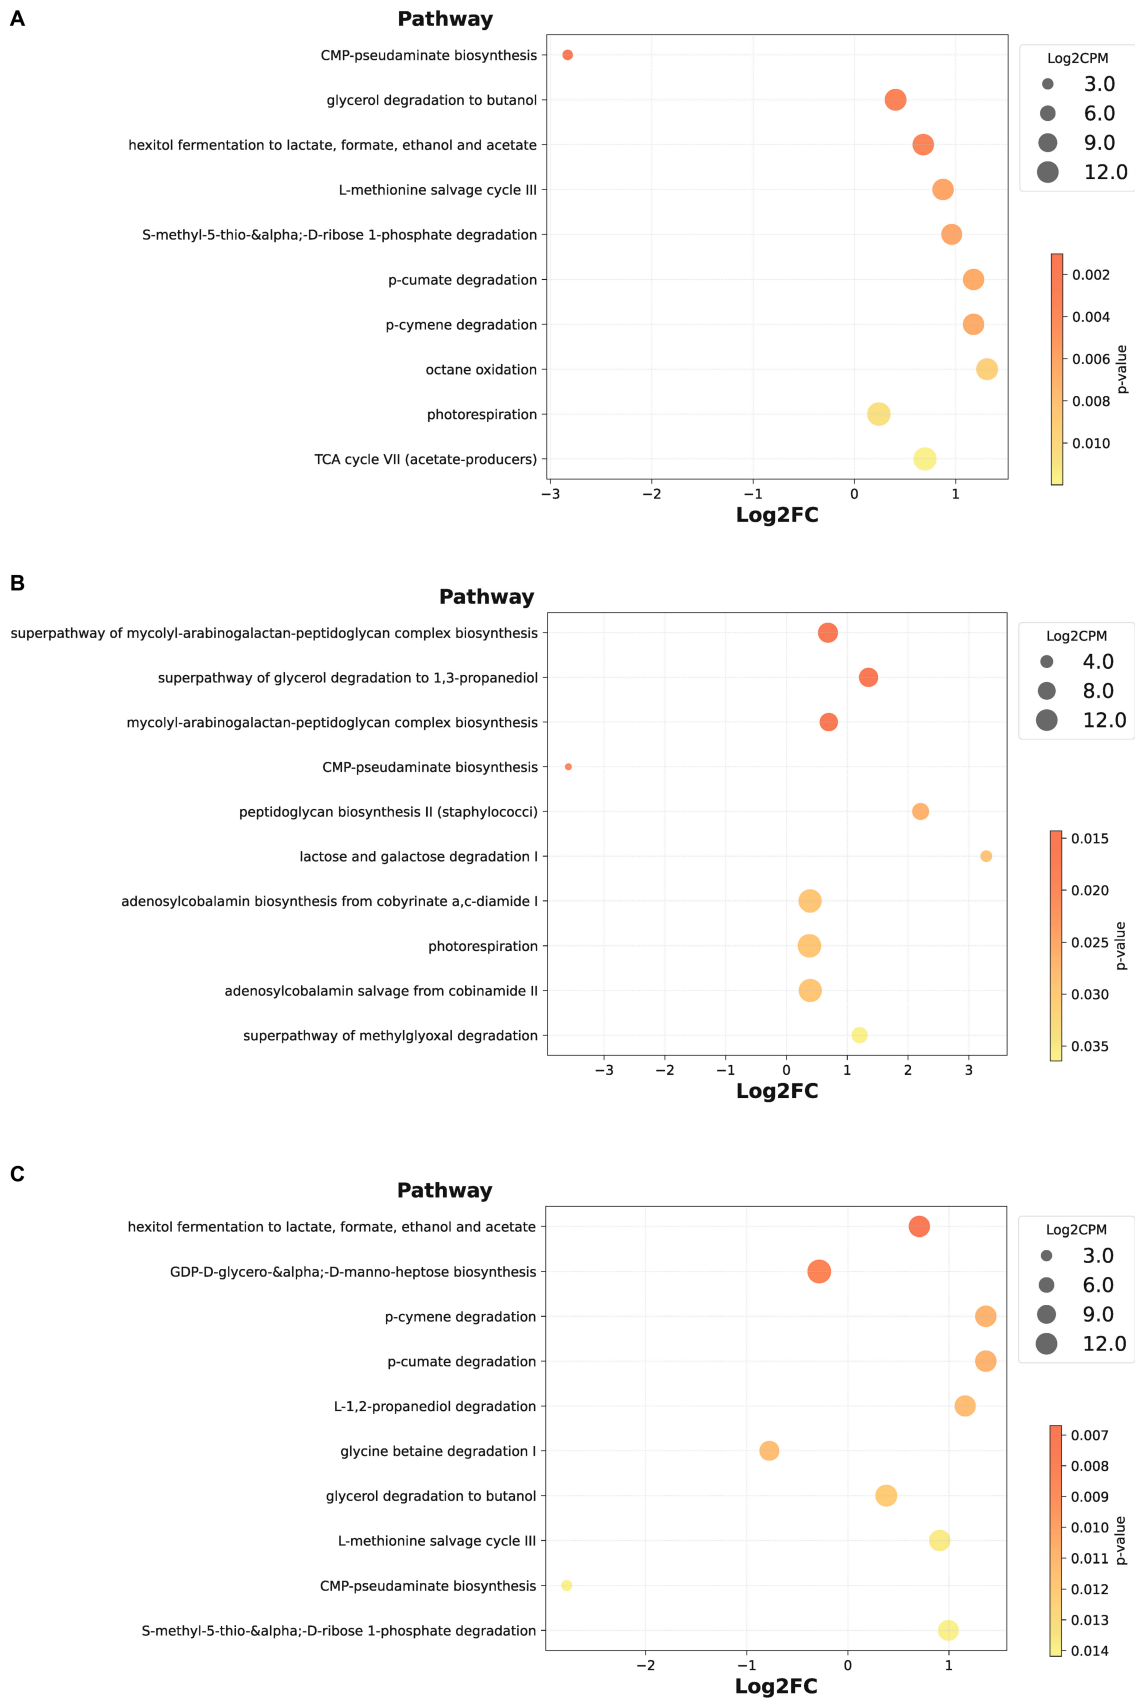 A
Pathway
CMP-pseudaminate biosynthesis
glycerol degradation to butanol
hexitol fermentation to lactate, formate, ethanol and acetate
L-methionine salvage cycle III
S-methyl-5-thio-&alpha;-D-ribose 1-phosphate degradation
p-cumate degradation
p-cymene degradation
octane oxidation
photorespiration
TCA cycle VII (acetate-producers)
−3 −2 −1 0 1
Log2FC
Log2CPM
3.0
6.0
9.0
12.0
0.002
0.004
0.006
0.008
0.010
p-value
B
Pathway
superpathway of mycolyl-arabinogalactan-peptidoglycan complex biosynthesis
superpathway of glycerol degradation to 1,3-propanediol
mycolyl-arabinogalactan-peptidoglycan complex biosynthesis
CMP-pseudaminate biosynthesis
peptidoglycan biosynthesis II (staphylococci)
lactose and galactose degradation I
adenosylcobalamin biosynthesis from cobyrinate a,c-diamide I
photorespiration
adenosylcobalamin salvage from cobinamide II
superpathway of methylglyoxal degradation
−3 −2 −1 0 1 2 3
Log2FC
Log2CPM
4.0
8.0
12.0
0.015
0.020
0.025
0.030
0.035
p-value
C
Pathway
hexitol fermentation to lactate, formate, ethanol and acetate
GDP-D-glycero-&alpha;-D-manno-heptose biosynthesis
p-cymene degradation
p-cumate degradation
L-1,2-propanediol degradation
glycine betaine degradation I
glycerol degradation to butanol
L-methionine salvage cycle III
CMP-pseudaminate biosynthesis
S-methyl-5-thio-&alpha;-D-ribose 1-phosphate degradation
−2 −1 0 1
Log2FC
Log2CPM
3.0
6.0
9.0
12.0
0.007
0.008
0.009
0.010
0.011
0.012
0.013
0.014
p-value